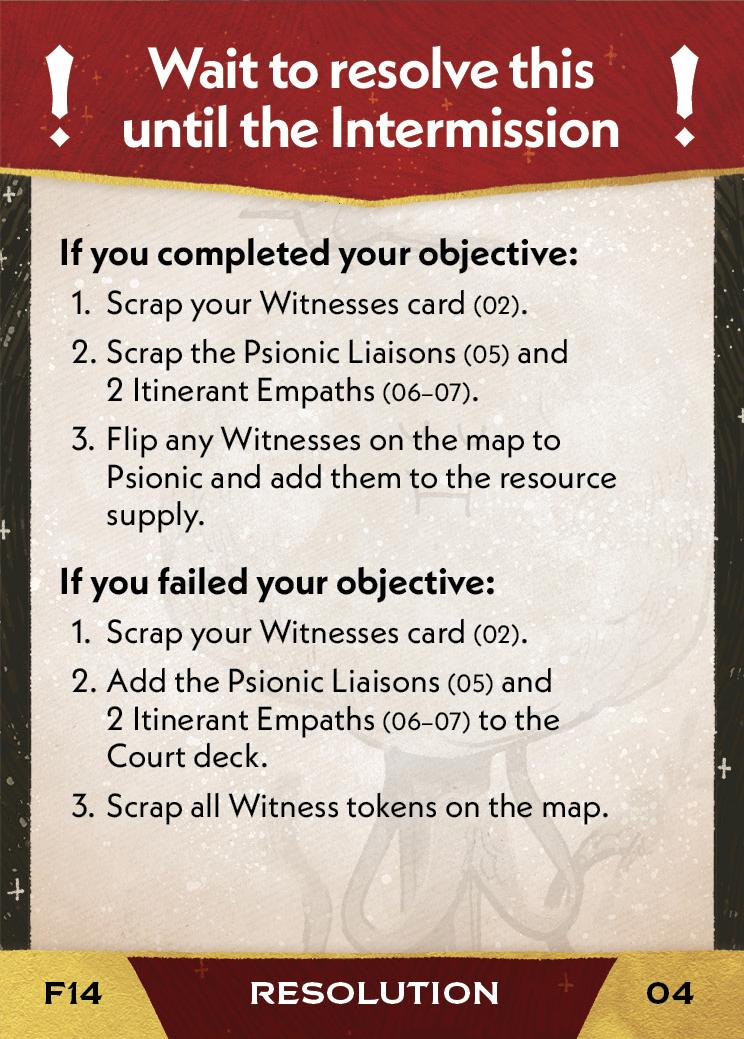 ! Wait to resolve this !
until the Intermission
If you completed your objective:
1. Scrap your Witnesses card (02).
2. Scrap the Psionic Liaisons (05) and
2 Itinerant Empaths (06–07).
3. Flip any Witnesses on the map to
Psionic and add them to the resource
supply.
If you failed your objective:
1. Scrap your Witnesses card (02).
2. Add the Psionic Liaisons (05) and
2 Itinerant Empaths (06–07) to the
Court deck.
3. Scrap all Witness tokens on the map.
F14 RESOLUTION 04